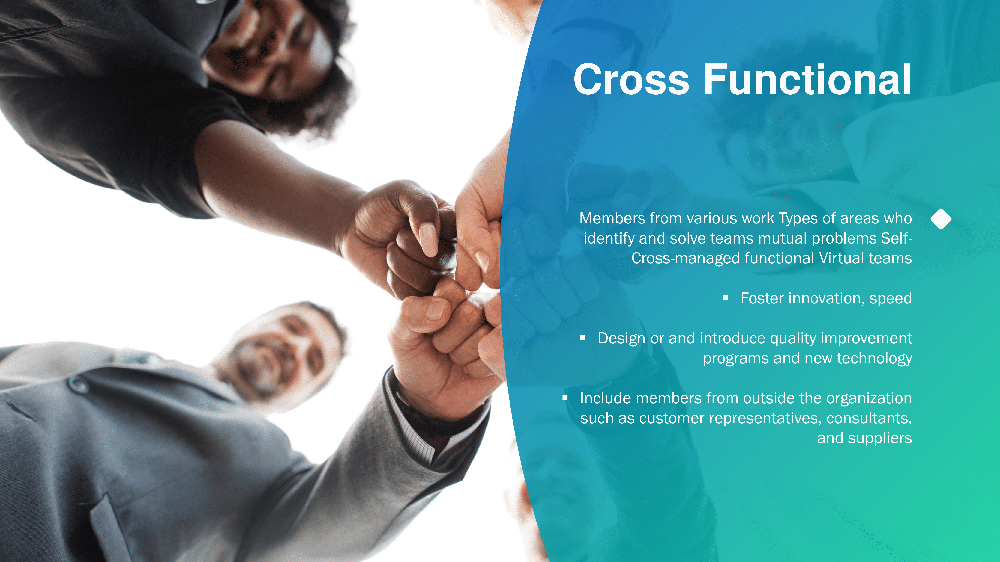 Cross Functional
Members from various work Types of areas who
identify and solve teams mutual problems Self-
Cross-managed functional Virtual teams
▪ Foster innovation, speed
▪ Design or and introduce quality improvement
programs and new technology
▪ Include members from outside the organization
such as customer representatives, consultants,
and suppliers